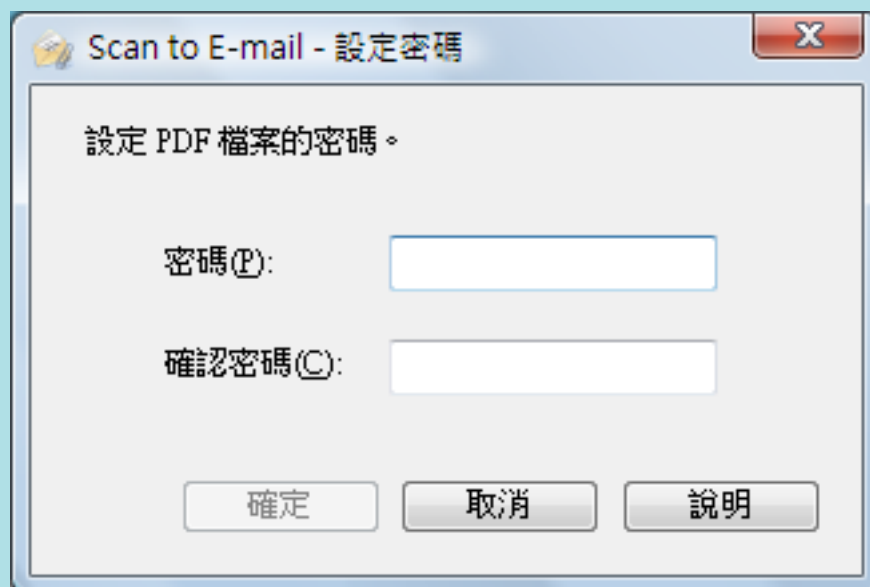 Scan to E-mail - 設定密碼
設定 PDF 檔案的密碼。
密碼(P):
確認密碼(C):
確定 取消 說明